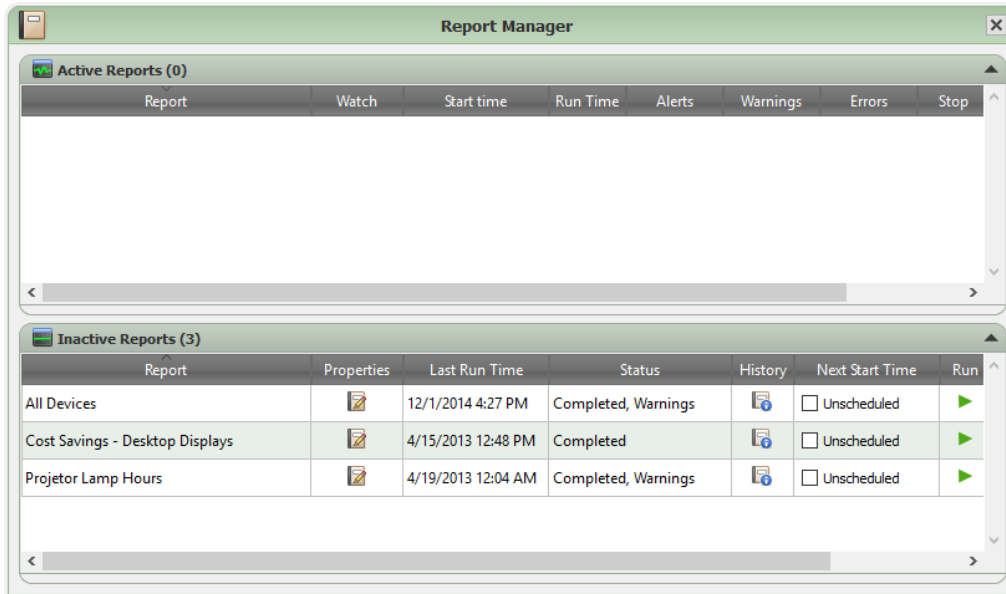 Report Manager
Active Reports (0)
Report Watch Start time Run Time Alerts Warnings Errors Stop
Inactive Reports (3)
Report Properties Last Run Time Status History Next Start Time Run
All Devices 12/1/2014 4:27 PM Completed, Warnings Unscheduled
Cost Savings - Desktop Displays 4/15/2013 12:48 PM Completed Unscheduled
Projetor Lamp Hours 4/19/2013 12:04 AM Completed, Warnings Unscheduled